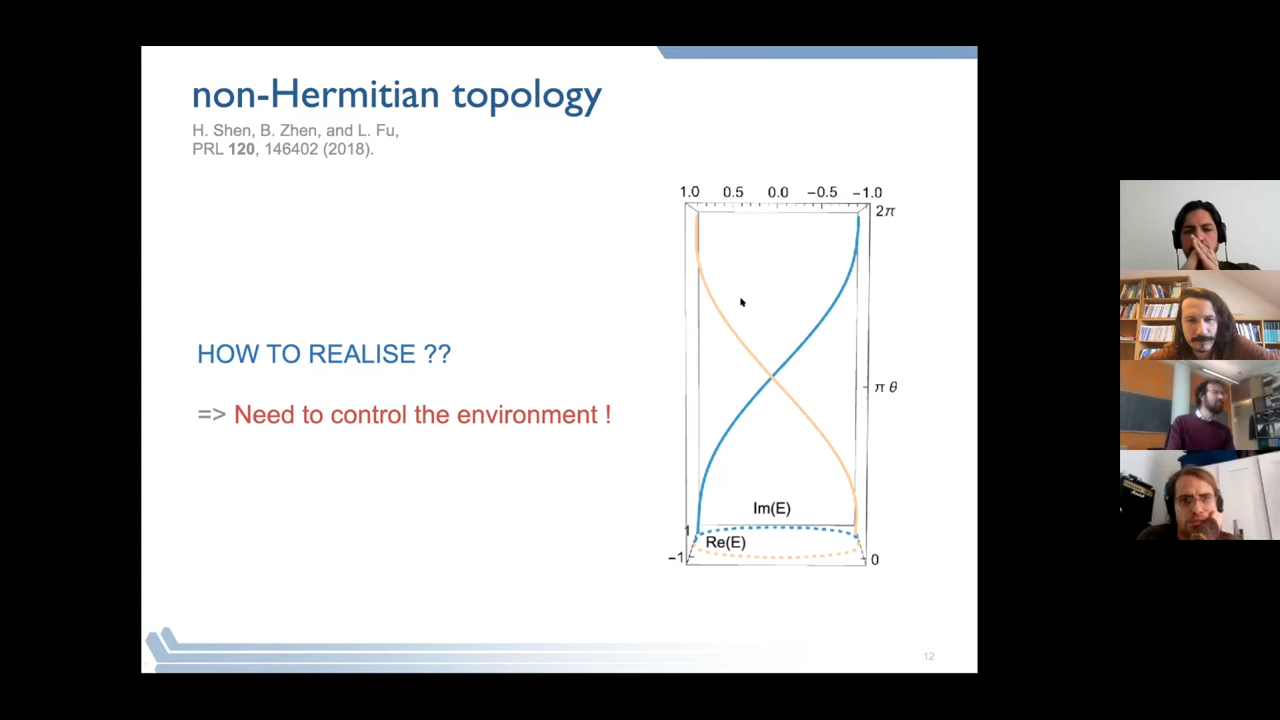 non-Hermitian topology
H. Shen, B. Zhen, and L. Fu,
PRL 120, 146402 (2018).
1.0 0.5 0.0 −0.5 −1.0
2π
HOW TO REALISE ??
π θ
=> Need to control the environment !
Im(E)
1
Re(E)
−1
0
12